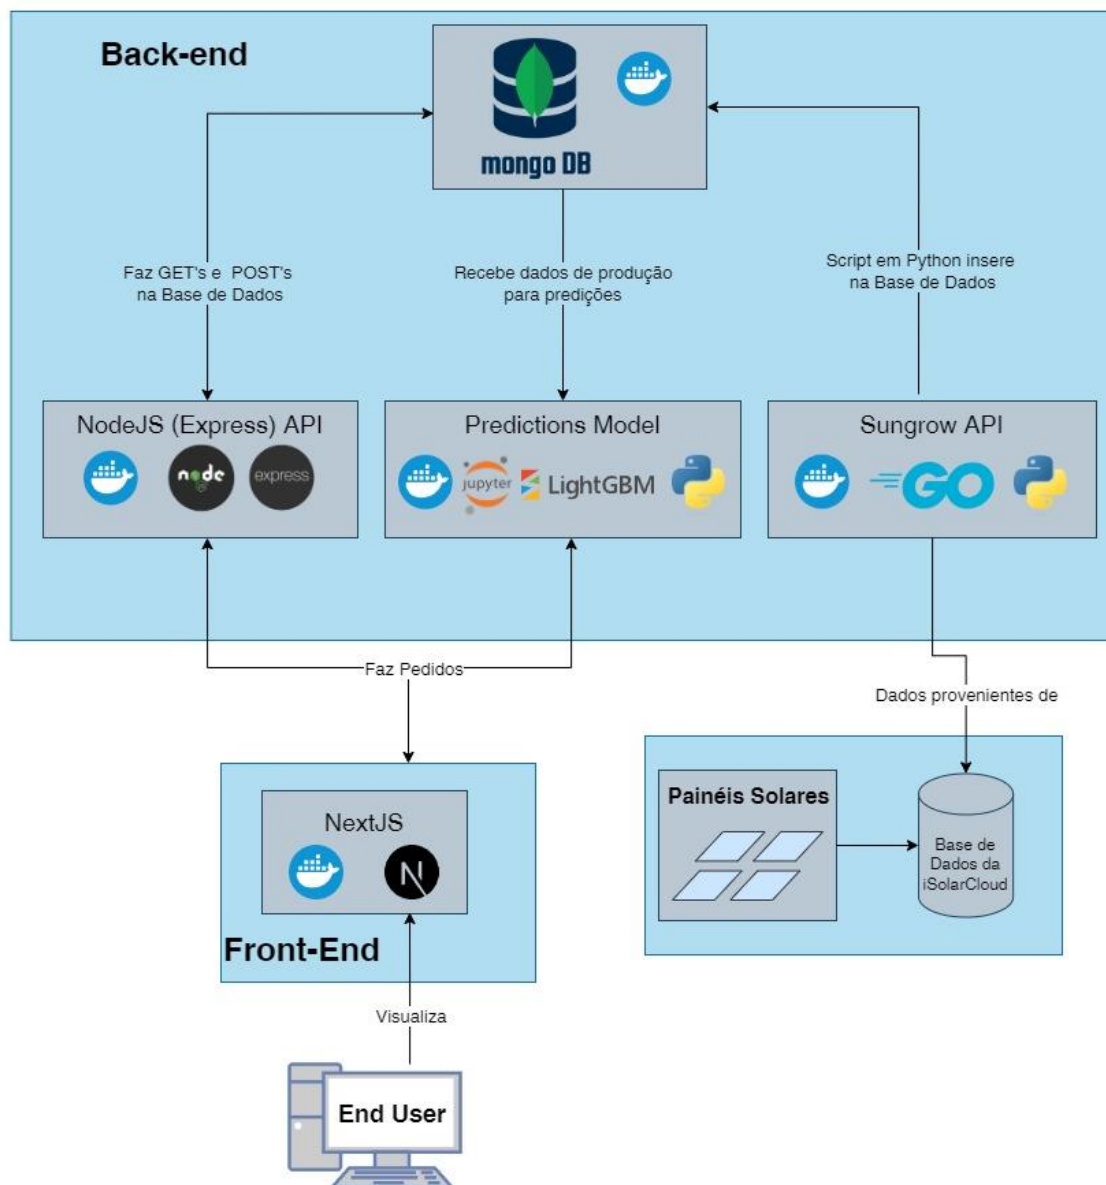 Back-end
mongo DB
Faz GET's e POST's
na Base de Dados
Recebe dados de produção
para predições
Script em Python insere
na Base de Dados
NodeJS (Express) API
node
express
Predictions Model
jupyter
LightGBM
Sungrow API
GO
Faz Pedidos
Dados provenientes de
NextJS
N
Front-End
Painéis Solares
Base de
Dados da
iSolarCloud
Visualiza
End User